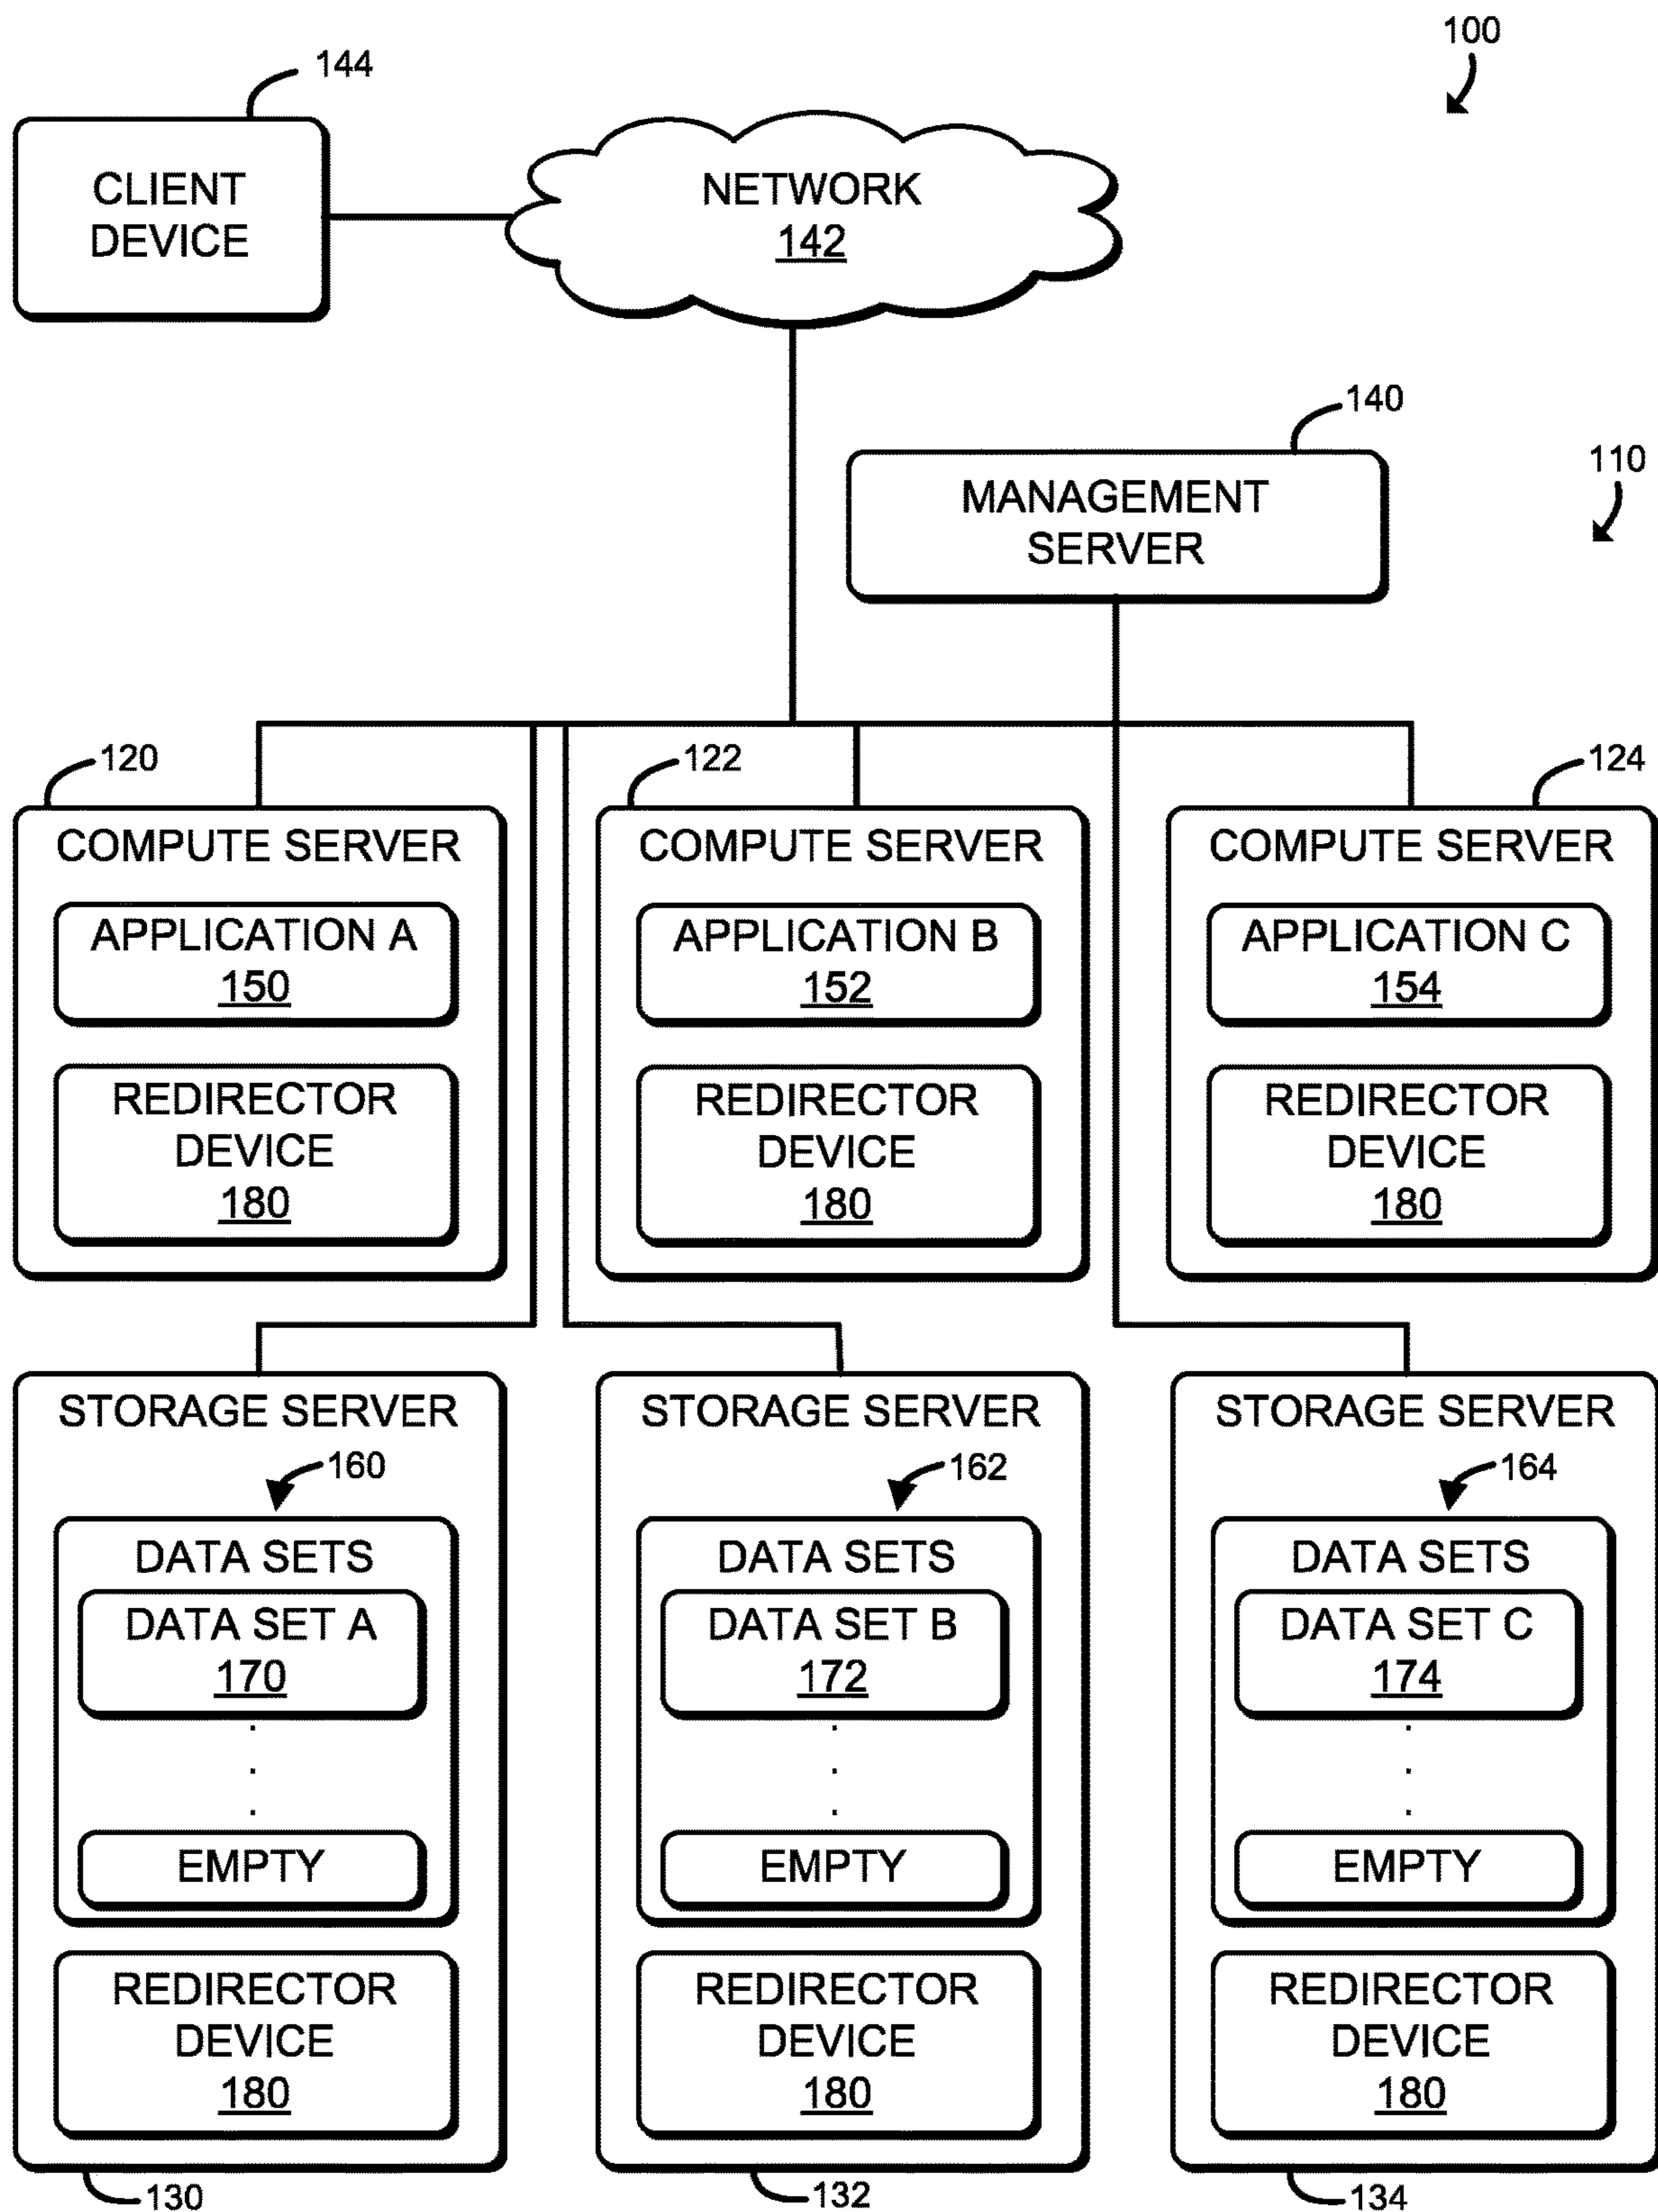 100
144
CLIENT
DEVICE
NETWORK
142
140
MANAGEMENT
SERVER
110
120
122
124
COMPUTE SERVER
APPLICATION A
150
REDIRECTOR
DEVICE
180
COMPUTE SERVER
APPLICATION B
152
REDIRECTOR
DEVICE
180
COMPUTE SERVER
APPLICATION C
154
REDIRECTOR
DEVICE
180
STORAGE SERVER
160
DATA SETS
DATA SET A
170
EMPTY
REDIRECTOR
DEVICE
180
130
STORAGE SERVER
162
DATA SETS
DATA SET B
172
EMPTY
REDIRECTOR
DEVICE
180
132
STORAGE SERVER
164
DATA SETS
DATA SET C
174
EMPTY
REDIRECTOR
DEVICE
180
134